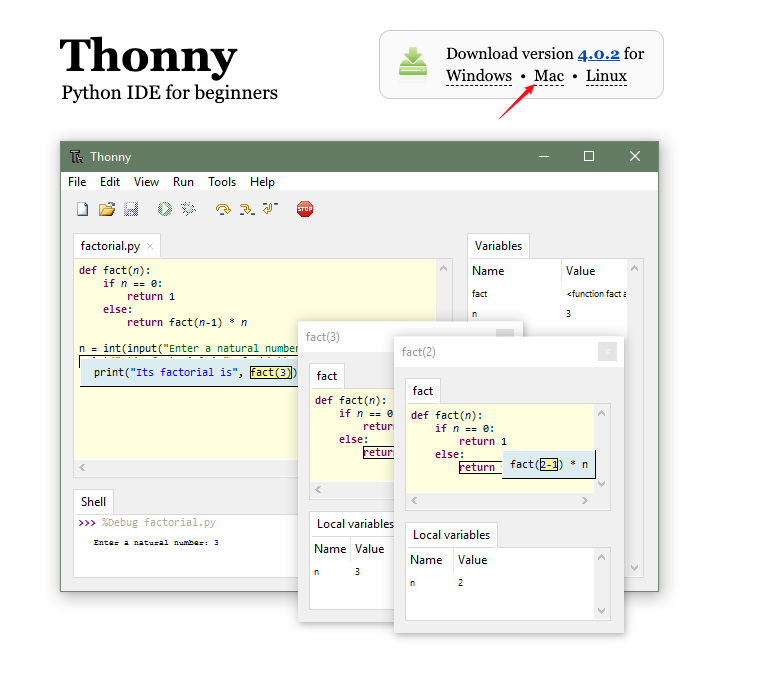 Thonny
Python IDE for beginners
Download version 4.0.2 for
Windows • Mac • Linux
Thonny
File Edit View Run Tools Help
STOP
factorial.py
def fact(n):
if n == 0:
return 1
else:
return fact(n-1) * n
n = int(input("Enter a natural number
print("Its factorial is", fact(3))
Shell
>>> %Debug factorial.py
Enter a natural number: 3
Variables
Name Value
fact <function fact a
n 3
fact(3)
fact
def fact(n):
if n == 0
retur
else:
retur
Local variables
Name Value
n 3
fact(2)
fact
def fact(n):
if n == 0:
return 1
else:
return
fact(2-1) * n
Local variables
Name Value
n 2